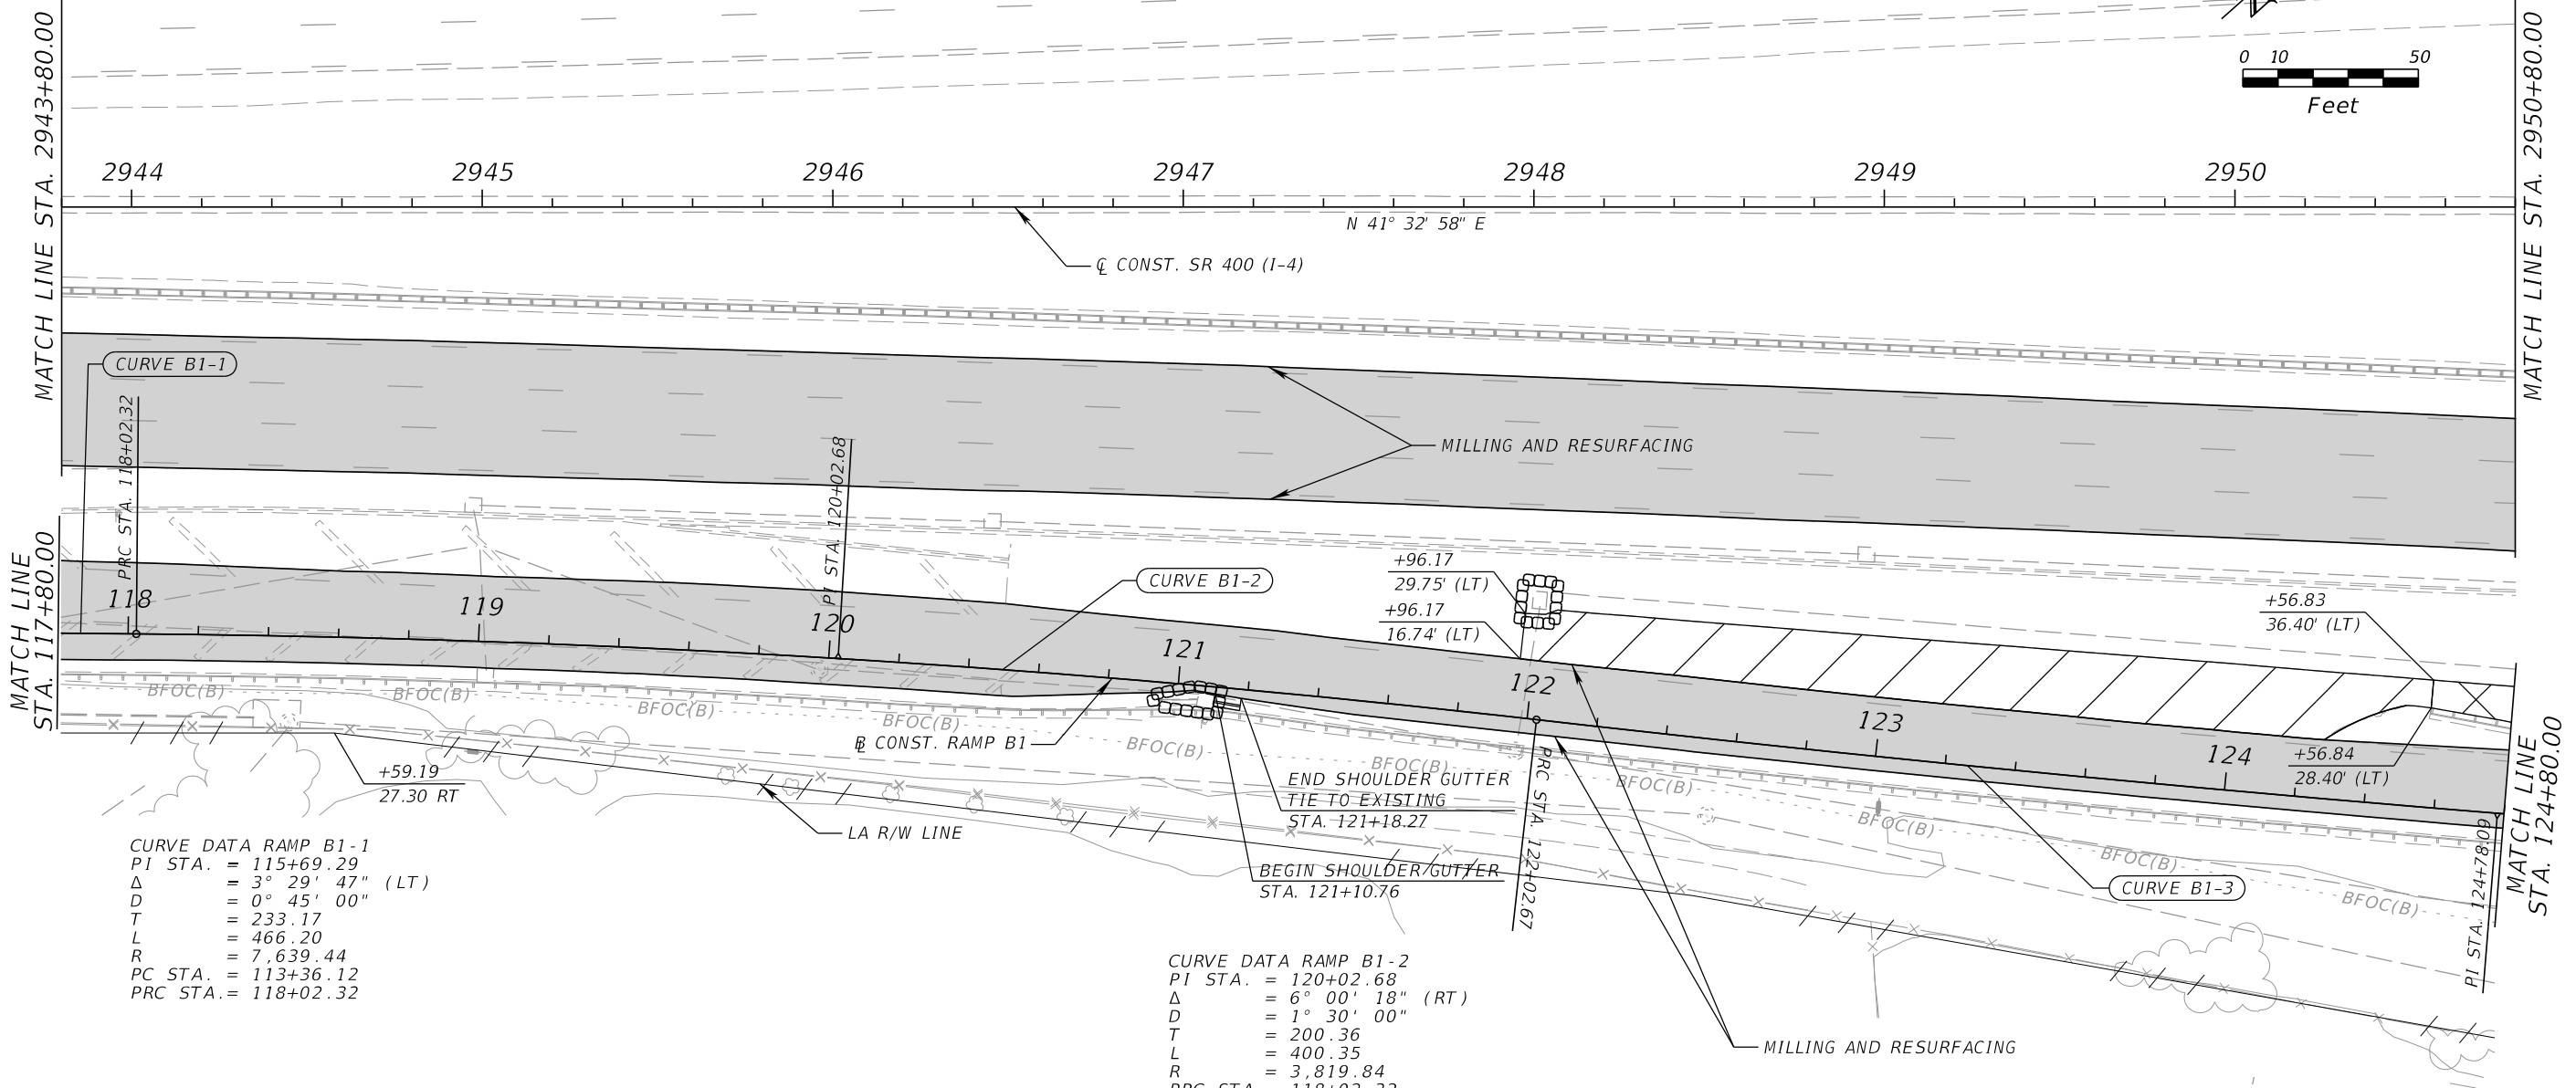 MATCH LINE STA. 2943+80.00
MATCH LINE STA. 2950+80.00
0 10 50
Feet
2944 2945 2946 2947 2948 2949 2950
N 41° 32' 58" E
℄ CONST. SR 400 (I-4)
CURVE B1-1
PRC STA. 118+02.32
PI STA. 120+02.68
MILLING AND RESURFACING
MATCH LINE
STA. 117+80.00
118 119 120 121 122 123 124
CURVE B1-2
+96.17
29.75' (LT)
+96.17
16.74' (LT)
+56.83
36.40' (LT)
+56.84
28.40' (LT)
BFOC(B) BFOC(B) BFOC(B) BFOC(B) BFOC(B) BFOC(B) BFOC(B) BFOC(B) BFOC(B) BFOC(B)
CONST. RAMP B1
+59.19
27.30 RT
LA R/W LINE
END SHOULDER GUTTER
TIE TO EXISTING
STA. 121+18.27
BEGIN SHOULDER GUTTER
STA. 121+10.76
PRC STA. 122+02.67
CURVE B1-3
PI STA. 124+78.09
MATCH LINE
STA. 124+80.00
MILLING AND RESURFACING
CURVE DATA RAMP B1-1
PI STA. = 115+69.29
Δ = 3° 29' 47" (LT)
D = 0° 45' 00"
T = 233.17
L = 466.20
R = 7,639.44
PC STA. = 113+36.12
PRC STA.= 118+02.32
CURVE DATA RAMP B1-2
PI STA. = 120+02.68
Δ = 6° 00' 18" (RT)
D = 1° 30' 00"
T = 200.36
L = 400.35
R = 3,819.84